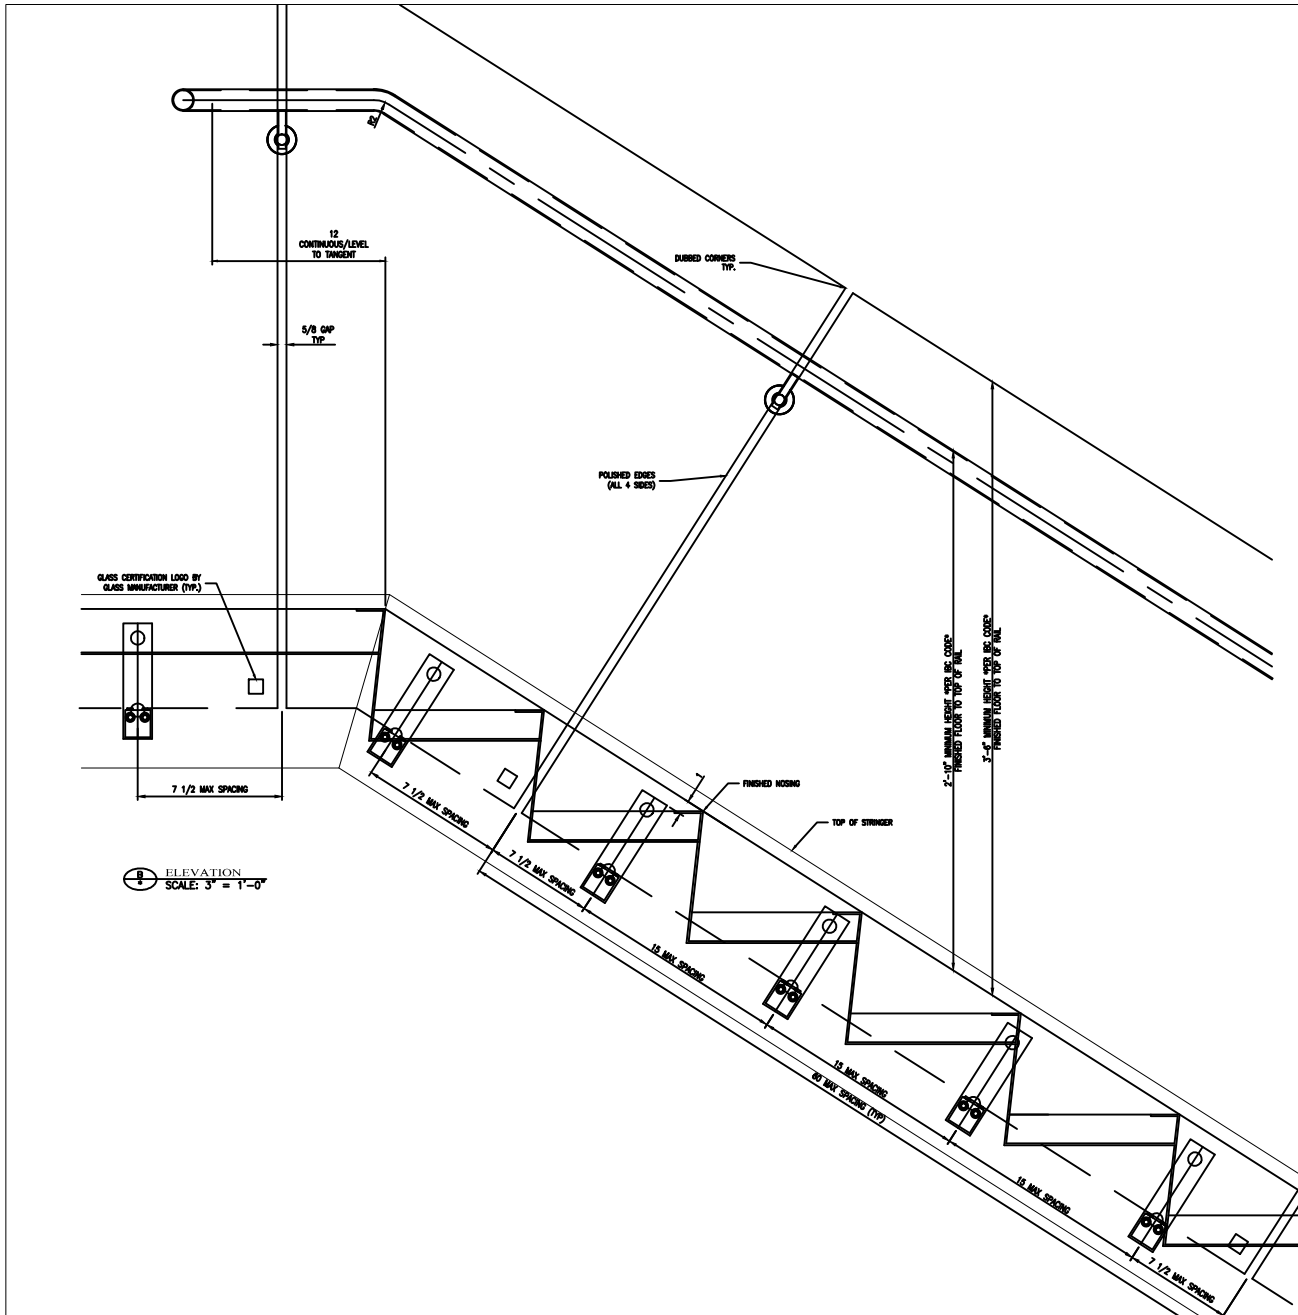 R2
12
CONTINUOUS/LEVEL
TO TANGENT
DUBBED CORNERS
TYP.
5/8 GAP
TYP
POLISHED EDGES
(ALL 4 SIDES)
GLASS CERTIFICATION LOGO BY
GLASS MANUFACTURER (TYP.)
2'-10" MINIMUM HEIGHT *PER IBC CODE*
FINISHED FLOOR TO TOP OF RAIL
3'-6" MINIMUM HEIGHT *PER IBC CODE*
FINISHED FLOOR TO TOP OF RAIL
7 1/2 MAX SPACING
7 1/2 MAX SPACING
1
FINISHED NOSING
TOP OF STRINGER
7 1/2 MAX SPACING
B
ELEVATION
SCALE: 3" = 1'-0"
15 MAX SPACING
15 MAX SPACING
60 MAX SPACING (TYP)
15 MAX SPACING
7 1/2 MAX SPACING